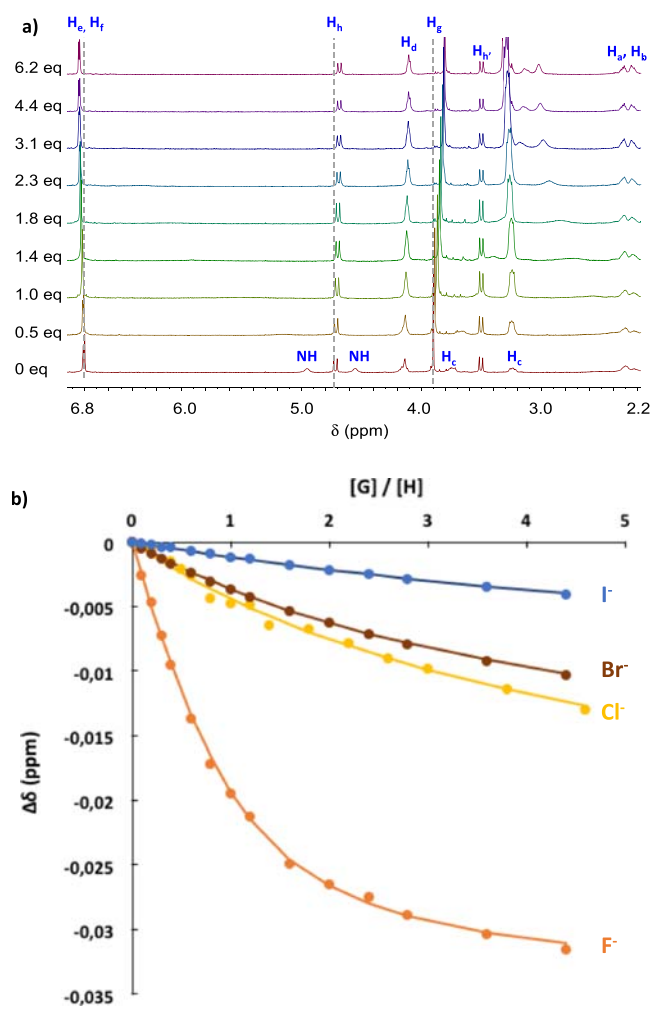 a)
He, Hf Hh Hg
Hd Hh' Ha, Hb
6.2 eq
4.4 eq
3.1 eq
2.3 eq
1.8 eq
1.4 eq
1.0 eq
0.5 eq
0 eq NH NH Hc Hc
6.8 6.0 5.0 4.0 3.0 2.2
δ (ppm)
b)
[G] / [H]
0 1 2 3 4 5
0
-0,005
-0,01
-0,015
-0,02
-0,025
-0,03
-0,035
Δδ (ppm)
I-
Br-
Cl-
F-